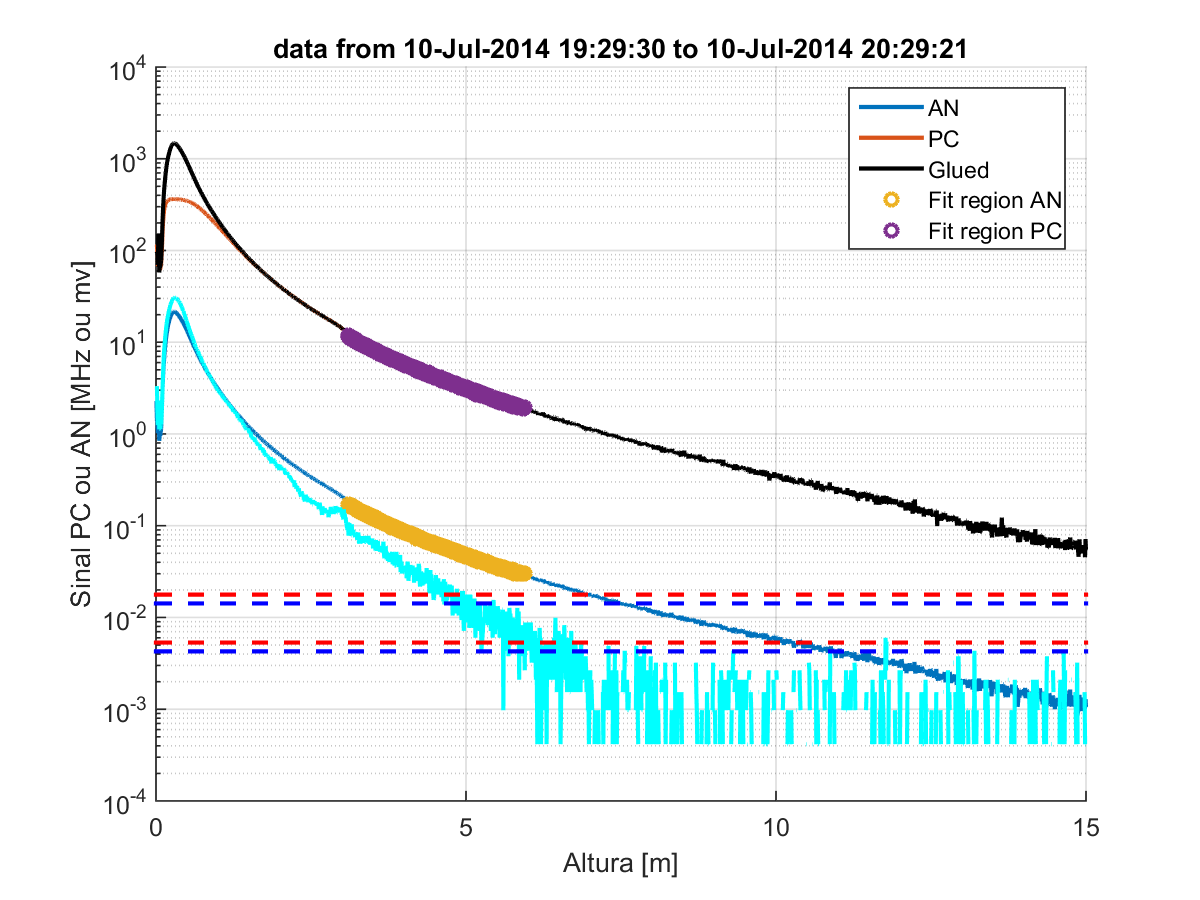 data from 10-Jul-2014 19:29:30 to 10-Jul-2014 20:29:21
10^4
10^3
10^2
10^1
10^0
10^-1
10^-2
10^-3
10^-4
Sinal PC ou AN [MHz ou mv]
AN
PC
Glued
Fit region AN
Fit region PC
0
5
10
15
Altura [m]